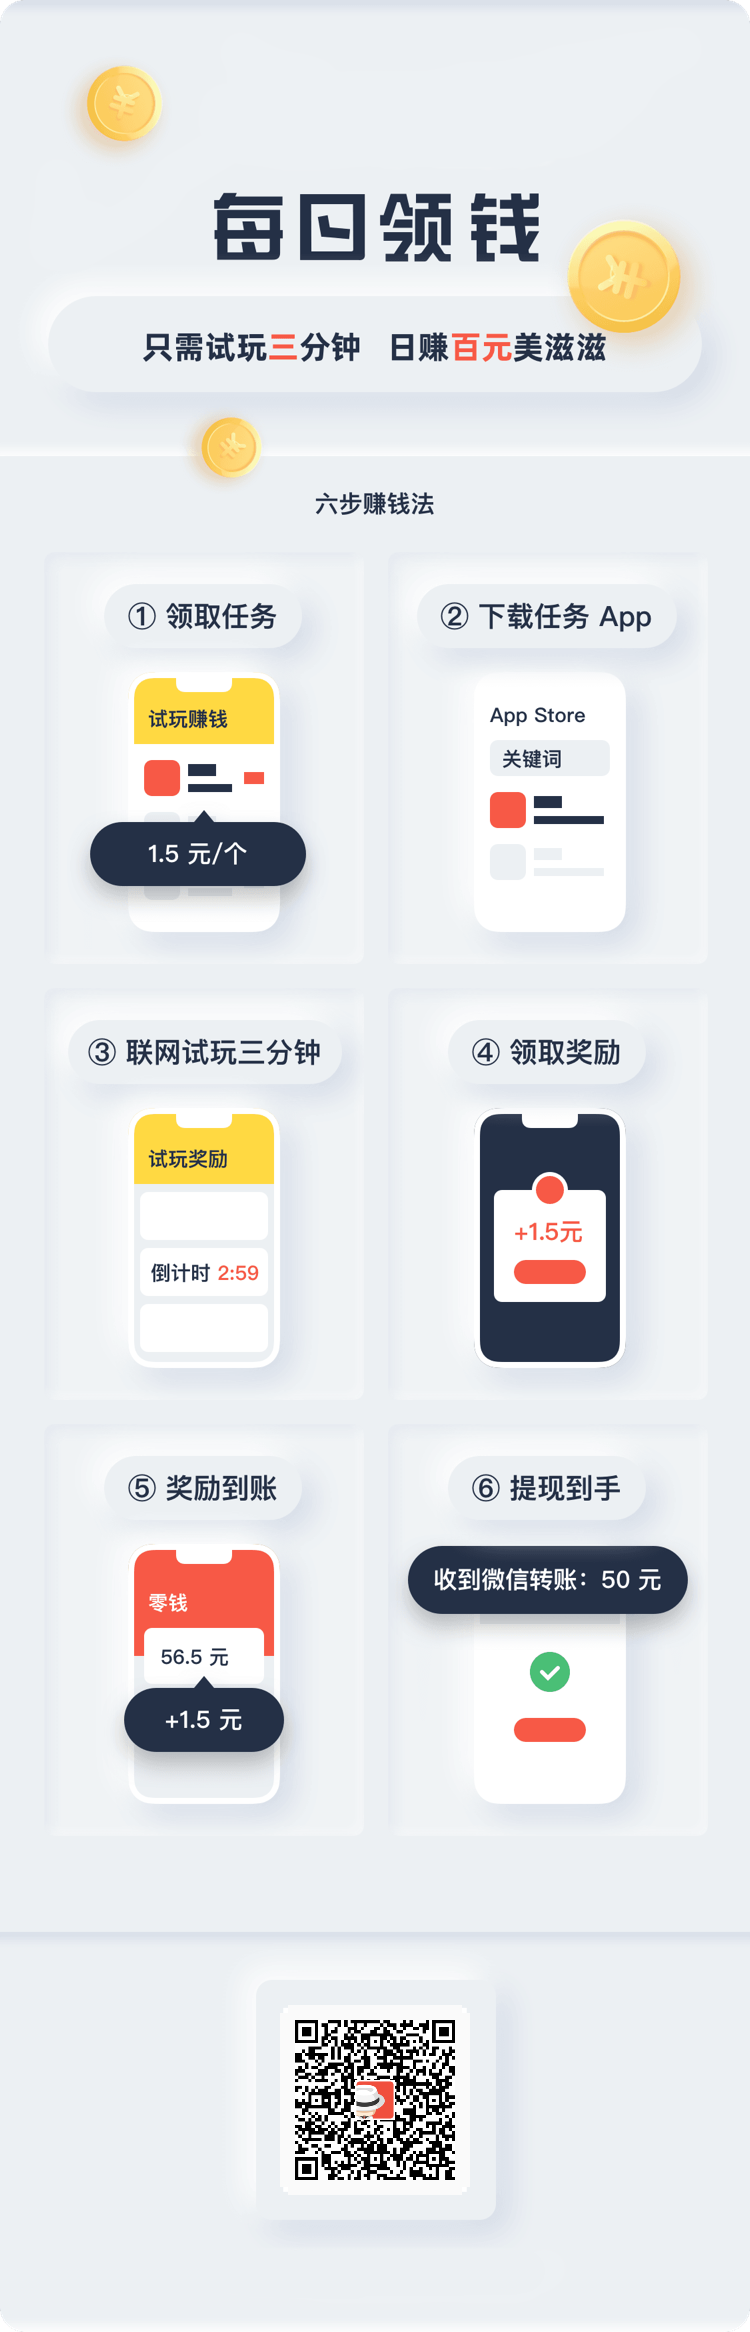 每日领钱
只需试玩三分钟 日赚百元美滋滋
六步赚钱法
① 领取任务
试玩赚钱
1.5 元/个
② 下载任务 App
App Store
关键词
③ 联网试玩三分钟
试玩奖励
倒计时 2:59
④ 领取奖励
+1.5元
⑤ 奖励到账
零钱
56.5 元
+1.5 元
⑥ 提现到手
收到微信转账：50 元